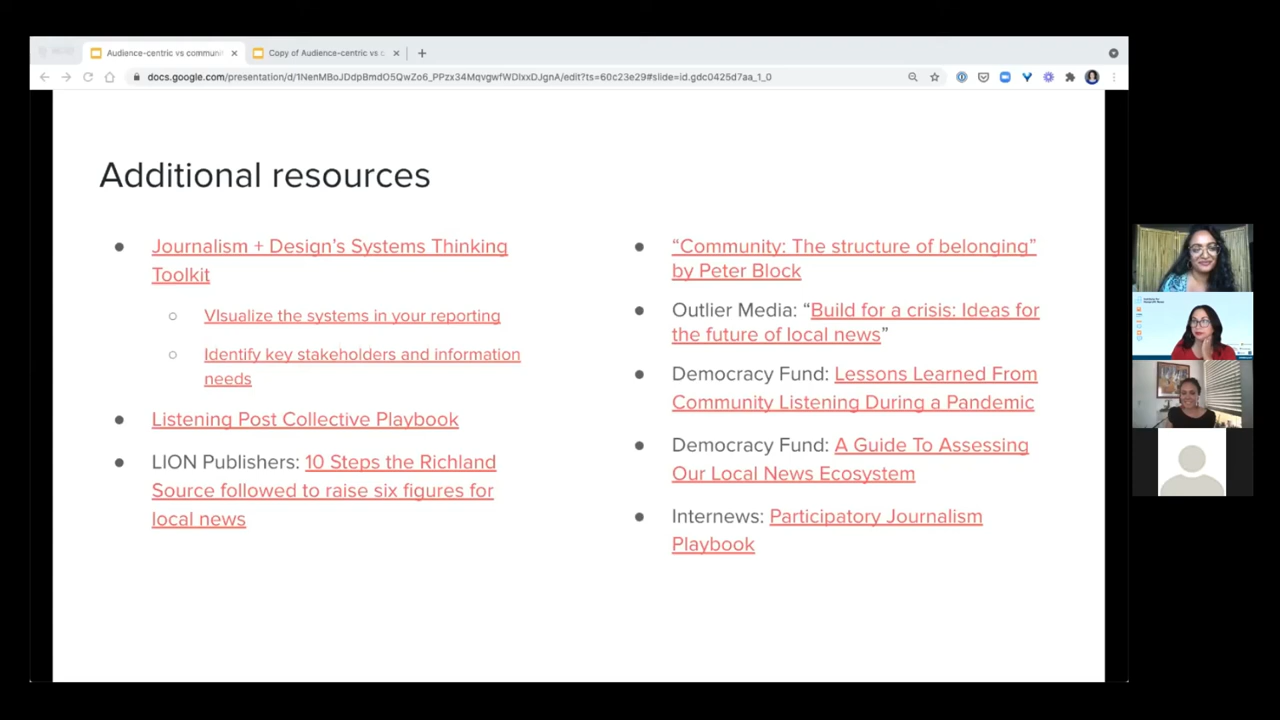 Audience-centric vs communi
Copy of Audience-centric vs c
docs.google.com/presentation/d/1NenMBoJDdpBmdO5QwZo6_PPzx34MqvgwfWDIxxDJgnA/edit?ts=60c23e29#slide=id.gdc0425d7aa_1_0
Additional resources
Journalism + Design's Systems Thinking
Toolkit
VIsualize the systems in your reporting
Identify key stakeholders and information
needs
Listening Post Collective Playbook
LION Publishers: 10 Steps the Richland
Source followed to raise six figures for
local news
“Community: The structure of belonging”
by Peter Block
Outlier Media: “Build for a crisis: Ideas for
the future of local news”
Democracy Fund: Lessons Learned From
Community Listening During a Pandemic
Democracy Fund: A Guide To Assessing
Our Local News Ecosystem
Internews: Participatory Journalism
Playbook